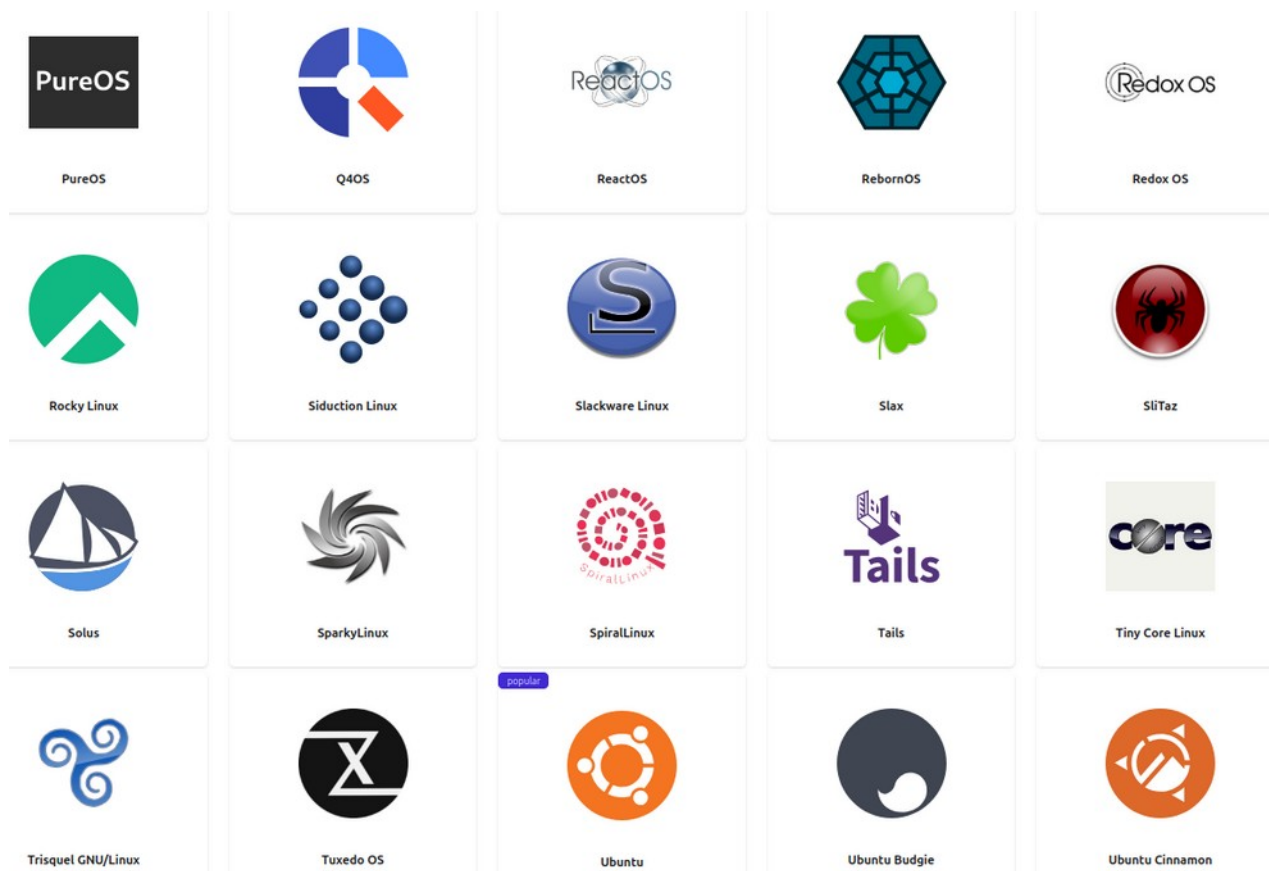 PureOS
ReactOS
Redox OS
PureOS
Q4OS
ReactOS
RebornOS
Redox OS
S
Rocky Linux
Siduction Linux
Slackware Linux
Slax
SliTaz
SpiralLinux
Tails
core
Solus
SparkyLinux
SpiralLinux
Tails
Tiny Core Linux
popular
X
Trisquel GNU/Linux
Tuxedo OS
Ubuntu
Ubuntu Budgie
Ubuntu Cinnamon